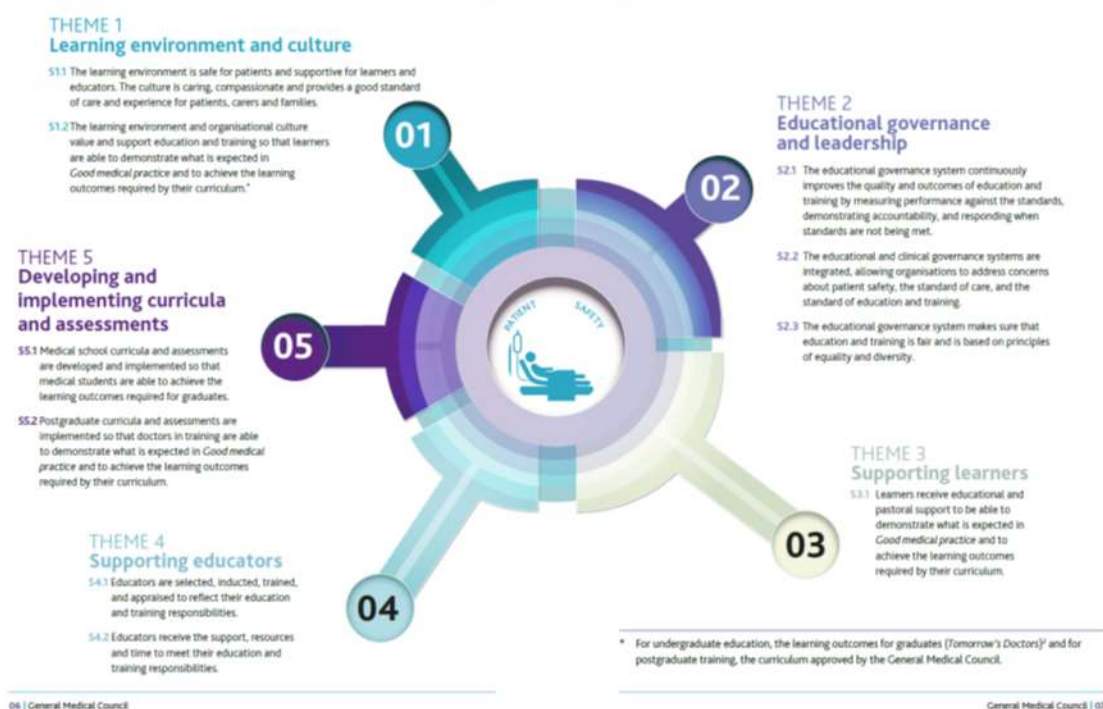 THEME 1
Learning environment and culture
S1.1 The learning environment is safe for patients and supportive for learners and
educators. The culture is caring, compassionate and provides a good standard
of care and experience for patients, carers and families.
S1.2 The learning environment and organisational culture
value and support education and training so that learners
are able to demonstrate what is expected in
Good medical practice and to achieve the learning
outcomes required by their curriculum.*
01
THEME 2
Educational governance
and leadership
S2.1 The educational governance system continuously
improves the quality and outcomes of education and
training by measuring performance against the standards,
demonstrating accountability, and responding when
standards are not being met.
S2.2 The educational and clinical governance systems are
integrated, allowing organisations to address concerns
about patient safety, the standard of care, and the
standard of education and training.
S2.3 The educational governance system makes sure that
education and training is fair and is based on principles
of equality and diversity.
02
PATIENT SAFETY
THEME 5
Developing and
implementing curricula
and assessments
S5.1 Medical school curricula and assessments
are developed and implemented so that
medical students are able to achieve the
learning outcomes required for graduates.
S5.2 Postgraduate curricula and assessments are
implemented so that doctors in training are able
to demonstrate what is expected in Good medical
practice and to achieve the learning outcomes
required by their curriculum.
05
THEME 3
Supporting learners
S3.1 Learners receive educational and
pastoral support to be able to
demonstrate what is expected in
Good medical practice and to
achieve the learning outcomes
required by their curriculum.
03
THEME 4
Supporting educators
S4.1 Educators are selected, inducted, trained,
and appraised to reflect their education
and training responsibilities.
S4.2 Educators receive the support, resources
and time to meet their education and
training responsibilities.
04
* For undergraduate education, the learning outcomes for graduates (Tomorrow's Doctors)² and for
postgraduate training, the curriculum approved by the General Medical Council.
06 | General Medical Council
General Medical Council |